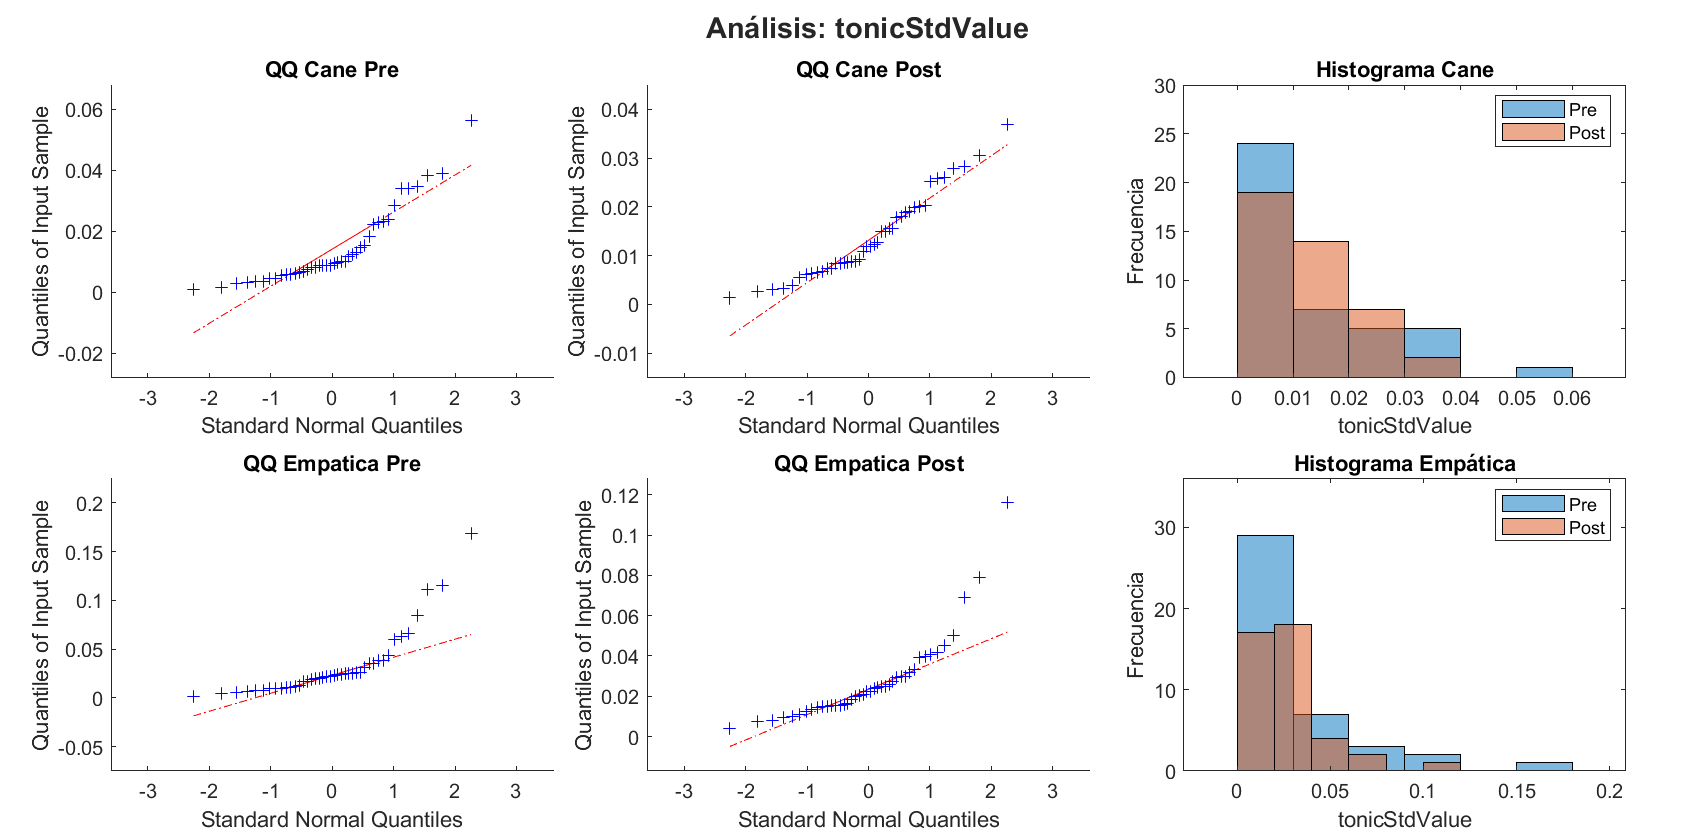 Análisis: tonicStdValue
QQ Cane Pre
Quantiles of Input Sample
0.06
0.04
0.02
0
-0.02
-3 -2 -1 0 1 2 3
Standard Normal Quantiles
QQ Cane Post
Quantiles of Input Sample
0.04
0.03
0.02
0.01
0
-0.01
-3 -2 -1 0 1 2 3
Standard Normal Quantiles
Histograma Cane
Frecuencia
30
25
20
15
10
5
0
Pre
Post
0 0.01 0.02 0.03 0.04 0.05 0.06
tonicStdValue
QQ Empatica Pre
Quantiles of Input Sample
0.2
0.15
0.1
0.05
0
-0.05
-3 -2 -1 0 1 2 3
Standard Normal Quantiles
QQ Empatica Post
Quantiles of Input Sample
0.12
0.1
0.08
0.06
0.04
0.02
0
-3 -2 -1 0 1 2 3
Standard Normal Quantiles
Histograma Empática
Frecuencia
30
20
10
0
Pre
Post
0 0.05 0.1 0.15 0.2
tonicStdValue